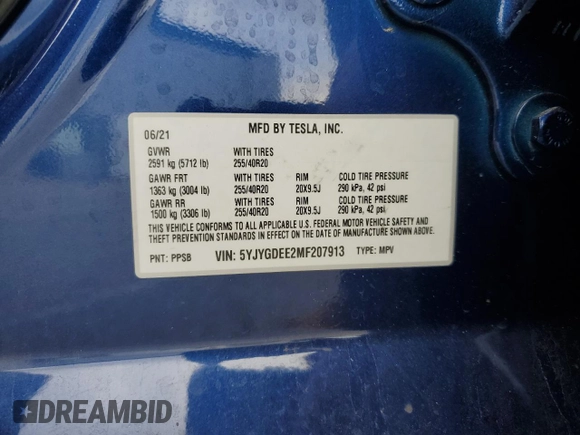 06/21 MFD BY TESLA, INC.
GVWR WITH TIRES
2591 kg (5712 lb) 255/40R20
GAWR FRT WITH TIRES RIM COLD TIRE PRESSURE
1363 kg (3004 lb) 255/40R20 20X9.5J 290 kPa, 42 psi
GAWR RR WITH TIRES RIM COLD TIRE PRESSURE
1500 kg (3306 lb) 255/40R20 20X9.5J 290 kPa, 42 psi
THIS VEHICLE CONFORMS TO ALL APPLICABLE U.S. FEDERAL MOTOR VEHICLE SAFETY AND
THEFT PREVENTION STANDARDS IN EFFECT ON THE DATE OF MANUFACTURE SHOWN ABOVE.
PNT: PPSB VIN: 5YJYGDEE2MF207913 TYPE: MPV
DREAMBID